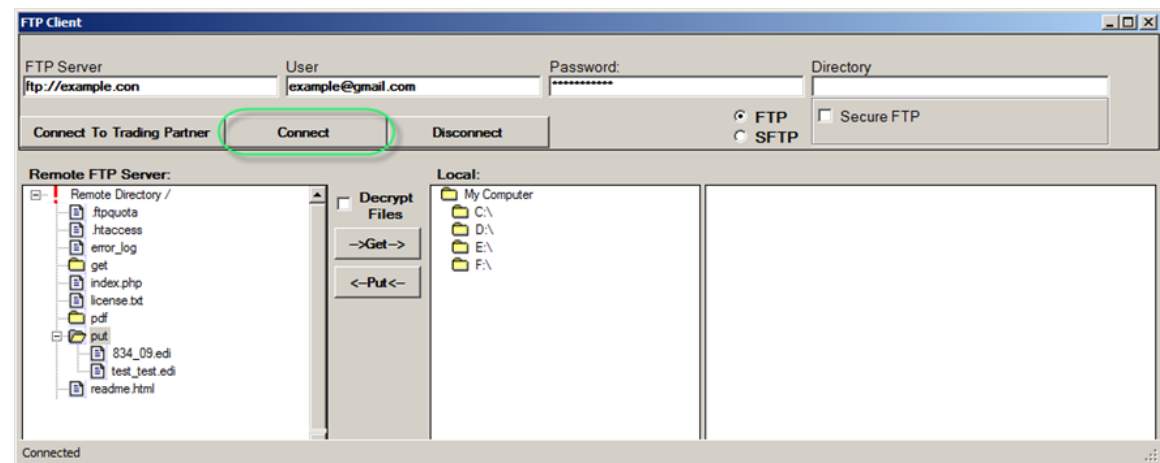 FTP Client
FTP Server User Password: Directory
ftp://example.con example@gmail.com ***********
Connect To Trading Partner Connect Disconnect FTP Secure FTP
SFTP
Remote FTP Server: Local:
Remote Directory /
.ftpquota
.htaccess
error_log
get
index.php
license.txt
pdf
put
834_09.edi
test_test.edi
readme.html
Decrypt
Files
-->Get-->
<--Put<--
My Computer
C:\
D:\
E:\
F:\
Connected